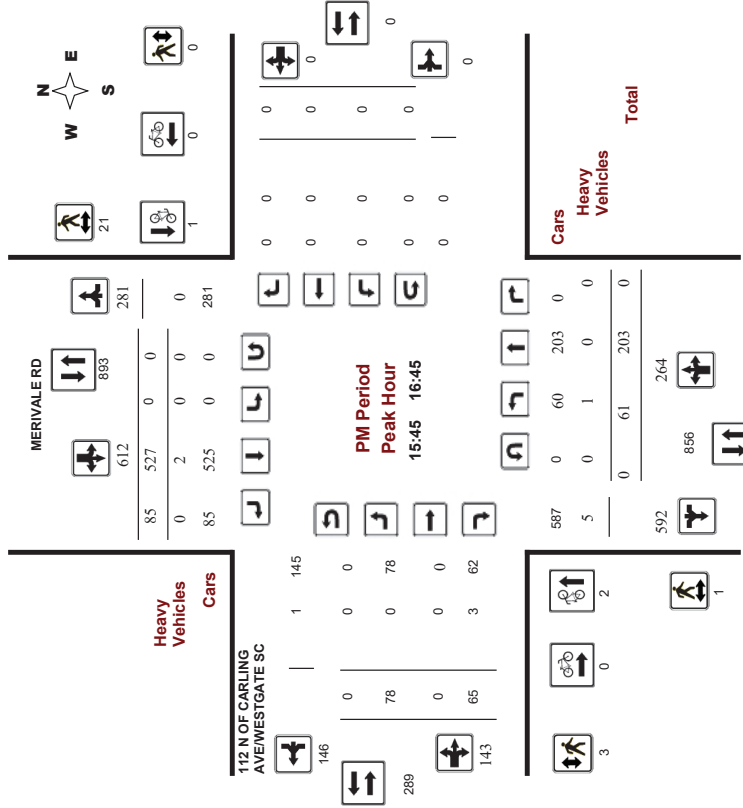 N
W E
S
0
0
0
0
21
1
0
0
MERIVALE RD
893
612
281
85 527 0 0
0 2 0 0 0
85 525 0 0 281
Heavy
Vehicles
Cars
0 0 0
0 0 0
0 0 0
0 0 0
0 0
PM Period
Peak Hour
15:45 16:45
112 N OF CARLING
AVE/WESTGATE SC
146
1 145
0 0 0
78 0 78
0 0 0
65 3 62
289
143
Cars
Heavy
Vehicles
Total
587 0 60 203 0
5 0 1 0 0
0 61 203 0
592
264
856
2
0
3
1